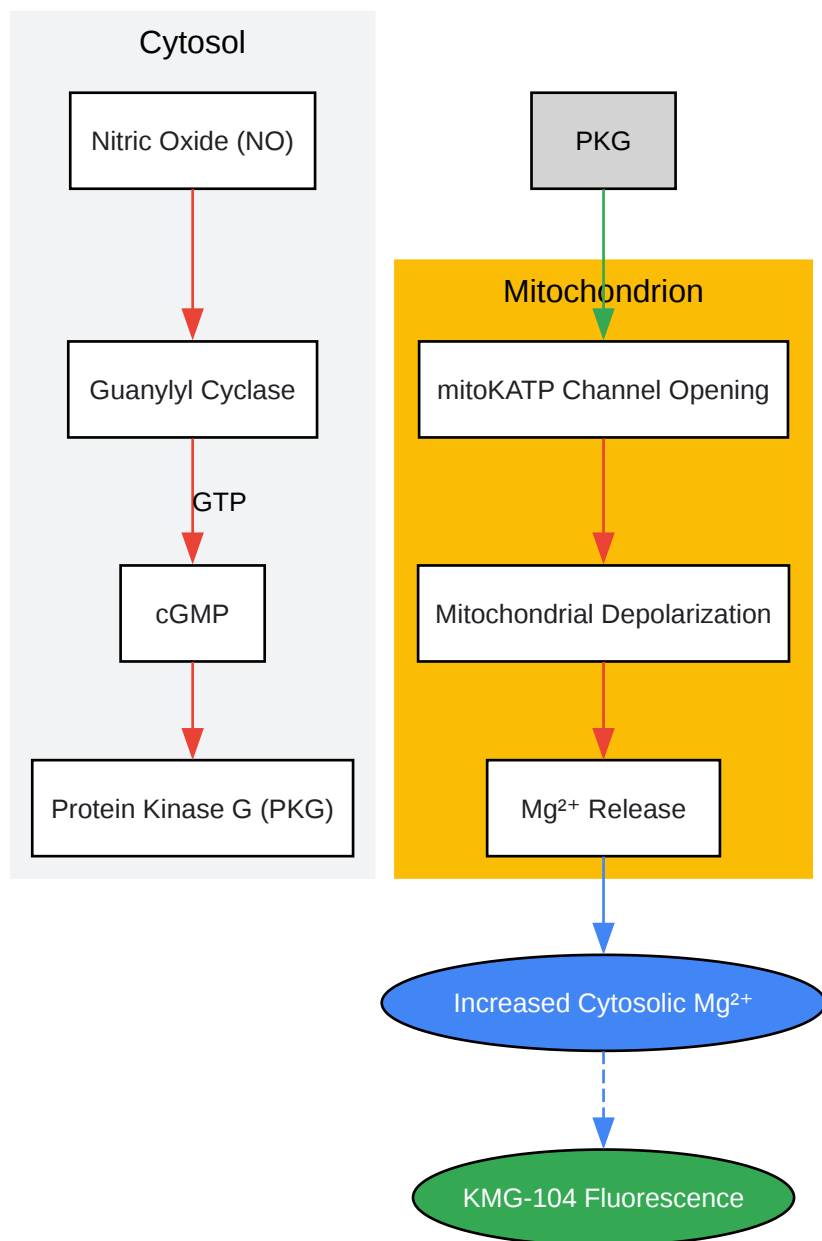 Cytosol
Nitric Oxide (NO)
Guanylyl Cyclase
GTP
cGMP
Protein Kinase G (PKG)
PKG
Mitochondrion
mitoKATP Channel Opening
Mitochondrial Depolarization
Mg²⁺ Release
Increased Cytosolic Mg²⁺
KMG-104 Fluorescence